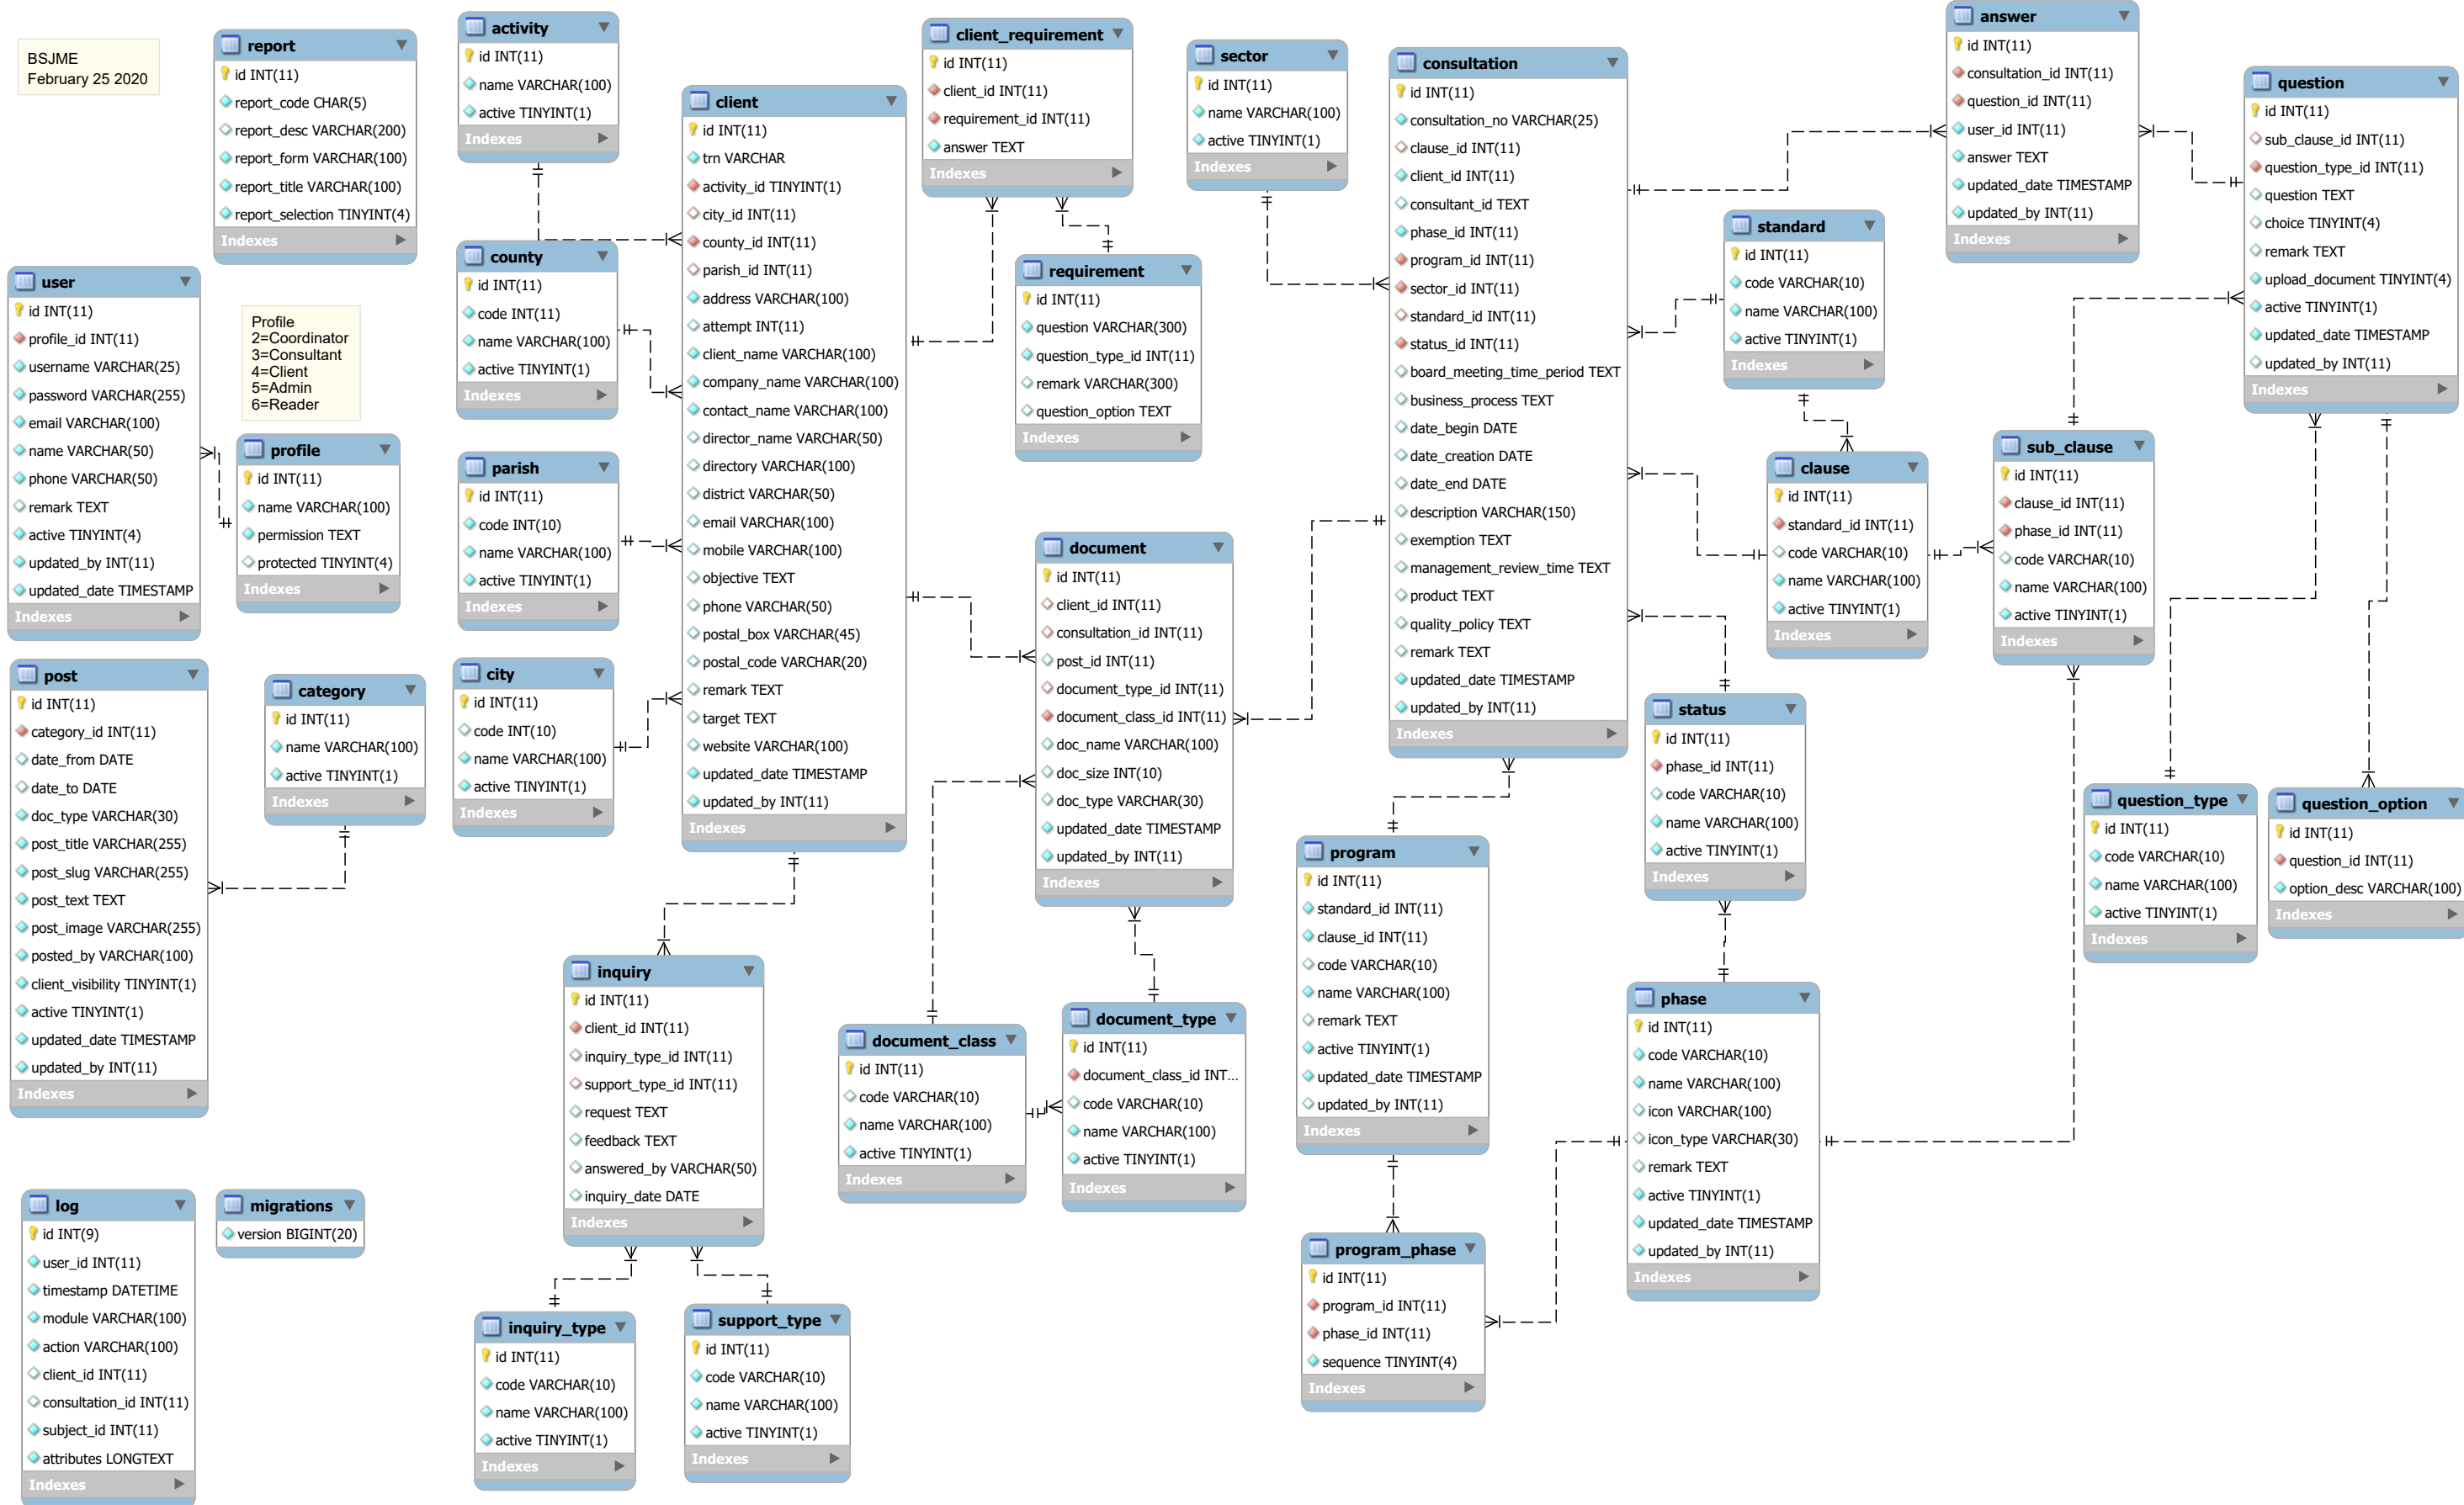 BSJME
February 25 2020
report
id INT(11)
report_code CHAR(5)
report_desc VARCHAR(200)
report_form VARCHAR(100)
report_title VARCHAR(100)
report_selection TINYINT(4)
Indexes
activity
id INT(11)
name VARCHAR(100)
active TINYINT(1)
Indexes
client
id INT(11)
trn VARCHAR
activity_id TINYINT(1)
city_id INT(11)
county_id INT(11)
parish_id INT(11)
address VARCHAR(100)
attempt INT(11)
client_name VARCHAR(100)
company_name VARCHAR(100)
contact_name VARCHAR(100)
director_name VARCHAR(50)
directory VARCHAR(100)
district VARCHAR(50)
email VARCHAR(100)
mobile VARCHAR(100)
objective TEXT
phone VARCHAR(50)
postal_box VARCHAR(45)
postal_code VARCHAR(20)
remark TEXT
target TEXT
website VARCHAR(100)
updated_date TIMESTAMP
updated_by INT(11)
Indexes
client_requirement
id INT(11)
client_id INT(11)
requirement_id INT(11)
answer TEXT
Indexes
sector
id INT(11)
name VARCHAR(100)
active TINYINT(1)
Indexes
consultation
id INT(11)
consultation_no VARCHAR(25)
clause_id INT(11)
client_id INT(11)
consultant_id TEXT
phase_id INT(11)
program_id INT(11)
sector_id INT(11)
standard_id INT(11)
status_id INT(11)
board_meeting_time_period TEXT
business_process TEXT
date_begin DATE
date_creation DATE
date_end DATE
description VARCHAR(150)
exemption TEXT
management_review_time TEXT
product TEXT
quality_policy TEXT
remark TEXT
updated_date TIMESTAMP
updated_by INT(11)
Indexes
answer
id INT(11)
consultation_id INT(11)
question_id INT(11)
user_id INT(11)
answer TEXT
updated_date TIMESTAMP
updated_by INT(11)
Indexes
question
id INT(11)
sub_clause_id INT(11)
question_type_id INT(11)
question TEXT
choice TINYINT(4)
remark TEXT
upload_document TINYINT(4)
active TINYINT(1)
updated_date TIMESTAMP
updated_by INT(11)
Indexes
user
id INT(11)
profile_id INT(11)
username VARCHAR(25)
password VARCHAR(255)
email VARCHAR(100)
name VARCHAR(50)
phone VARCHAR(50)
remark TEXT
active TINYINT(4)
updated_by INT(11)
updated_date TIMESTAMP
Indexes
Profile
2=Coordinator
3=Consultant
4=Client
5=Admin
6=Reader
profile
id INT(11)
name VARCHAR(100)
permission TEXT
protected TINYINT(4)
Indexes
county
id INT(11)
code INT(11)
name VARCHAR(100)
active TINYINT(1)
Indexes
requirement
id INT(11)
question VARCHAR(300)
question_type_id INT(11)
remark VARCHAR(300)
question_option TEXT
Indexes
standard
id INT(11)
code VARCHAR(10)
name VARCHAR(100)
active TINYINT(1)
Indexes
parish
id INT(11)
code INT(10)
name VARCHAR(100)
active TINYINT(1)
Indexes
clause
id INT(11)
standard_id INT(11)
code VARCHAR(10)
name VARCHAR(100)
active TINYINT(1)
Indexes
sub_clause
id INT(11)
clause_id INT(11)
phase_id INT(11)
code VARCHAR(10)
name VARCHAR(100)
active TINYINT(1)
Indexes
document
id INT(11)
client_id INT(11)
consultation_id INT(11)
post_id INT(11)
document_type_id INT(11)
document_class_id INT(11)
doc_name VARCHAR(100)
doc_size INT(10)
doc_type VARCHAR(30)
updated_date TIMESTAMP
updated_by INT(11)
Indexes
post
id INT(11)
category_id INT(11)
date_from DATE
date_to DATE
doc_type VARCHAR(30)
post_title VARCHAR(255)
post_slug VARCHAR(255)
post_text TEXT
post_image VARCHAR(255)
posted_by VARCHAR(100)
client_visibility TINYINT(1)
active TINYINT(1)
updated_date TIMESTAMP
updated_by INT(11)
Indexes
category
id INT(11)
name VARCHAR(100)
active TINYINT(1)
Indexes
city
id INT(11)
code INT(10)
name VARCHAR(100)
active TINYINT(1)
Indexes
status
id INT(11)
phase_id INT(11)
code VARCHAR(10)
name VARCHAR(100)
active TINYINT(1)
Indexes
question_type
id INT(11)
code VARCHAR(10)
name VARCHAR(100)
active TINYINT(1)
Indexes
question_option
id INT(11)
question_id INT(11)
option_desc VARCHAR(100)
Indexes
program
id INT(11)
standard_id INT(11)
clause_id INT(11)
code VARCHAR(10)
name VARCHAR(100)
remark TEXT
active TINYINT(1)
updated_date TIMESTAMP
updated_by INT(11)
Indexes
inquiry
id INT(11)
client_id INT(11)
inquiry_type_id INT(11)
support_type_id INT(11)
request TEXT
feedback TEXT
answered_by VARCHAR(50)
inquiry_date DATE
Indexes
document_class
id INT(11)
code VARCHAR(10)
name VARCHAR(100)
active TINYINT(1)
Indexes
document_type
id INT(11)
document_class_id INT...
code VARCHAR(10)
name VARCHAR(100)
active TINYINT(1)
Indexes
phase
id INT(11)
code VARCHAR(10)
name VARCHAR(100)
icon VARCHAR(100)
icon_type VARCHAR(30)
remark TEXT
active TINYINT(1)
updated_date TIMESTAMP
updated_by INT(11)
Indexes
log
id INT(9)
user_id INT(11)
timestamp DATETIME
module VARCHAR(100)
action VARCHAR(100)
client_id INT(11)
consultation_id INT(11)
subject_id INT(11)
attributes LONGTEXT
Indexes
migrations
version BIGINT(20)
program_phase
id INT(11)
program_id INT(11)
phase_id INT(11)
sequence TINYINT(4)
Indexes
inquiry_type
id INT(11)
code VARCHAR(10)
name VARCHAR(100)
active TINYINT(1)
Indexes
support_type
id INT(11)
code VARCHAR(10)
name VARCHAR(100)
active TINYINT(1)
Indexes